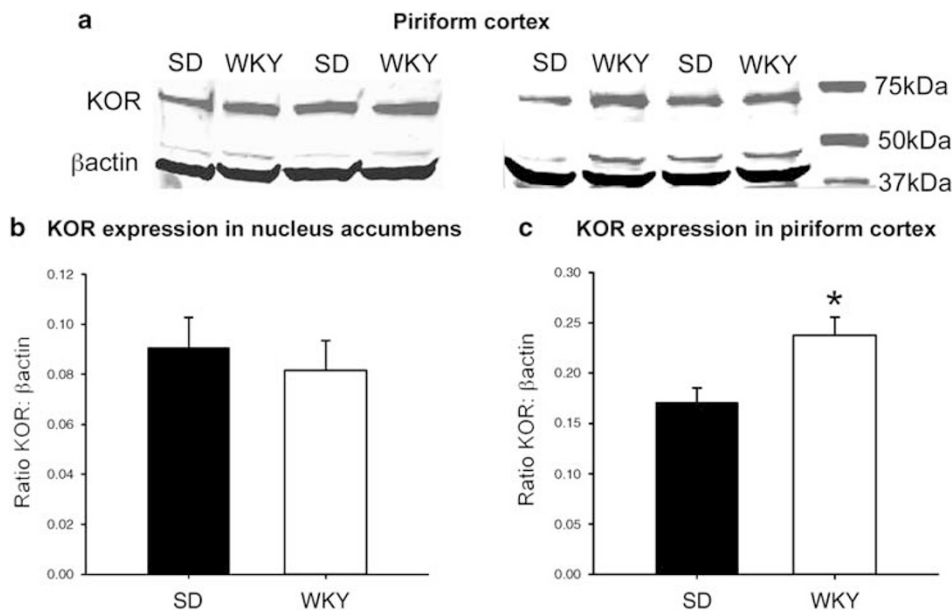 a
Piriform cortex
SD WKY SD WKY
SD WKY SD WKY
KOR
βactin
75kDa
50kDa
37kDa
b KOR expression in nucleus accumbens
Ratio KOR: βactin
0.12
0.10
0.08
0.06
0.04
0.02
0.00
SD WKY
c KOR expression in piriform cortex
Ratio KOR: βactin
0.30
0.25
0.20
0.15
0.10
0.05
0.00
*
SD WKY